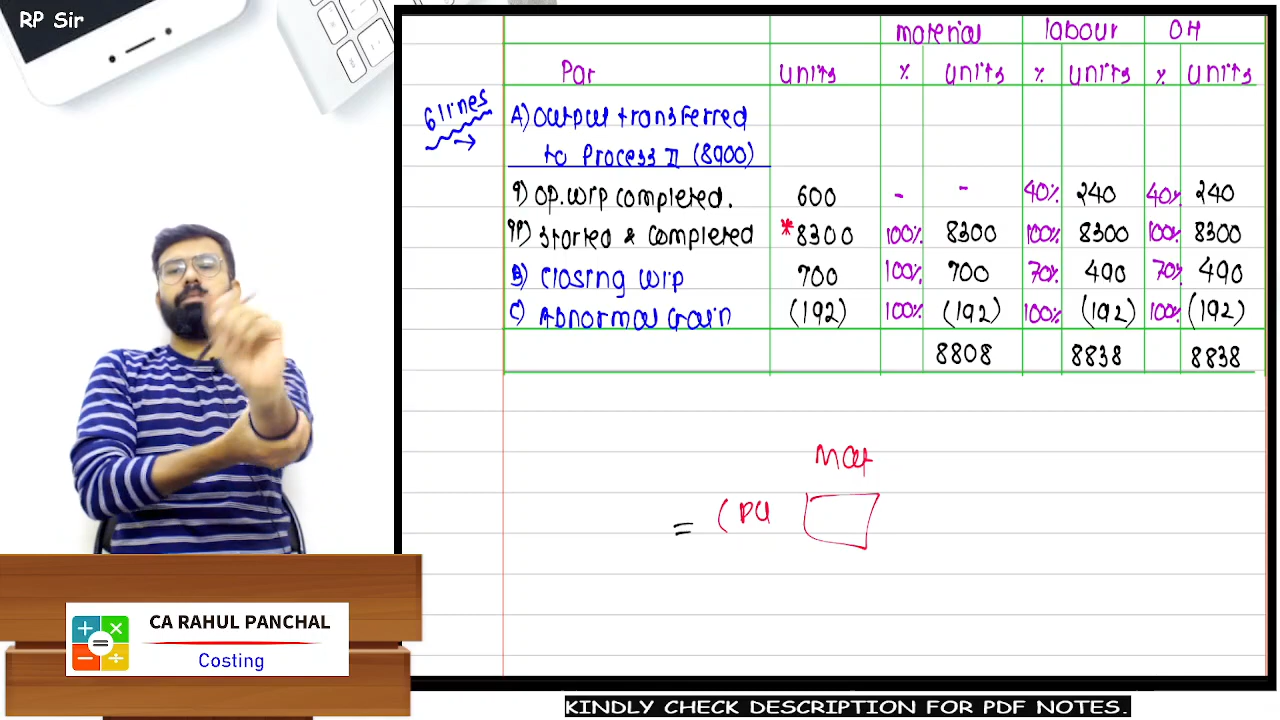 RP Sir
material labour OH
Par units % units % units % units
6 lines
A) Output transferred
to Process II (8900)
i) Op. WIP completed. 600 - - 40% 240 40% 240
ii) Started & Completed *8300 100% 8300 100% 8300 100% 8300
B) Closing WIP 700 100% 700 70% 490 70% 490
C) Abnormal Gain (192) 100% (192) 100% (192) 100% (192)
8808 8838 8838
Mat
= ( PU
CA RAHUL PANCHAL
Costing
KINDLY CHECK DESCRIPTION FOR PDF NOTES.